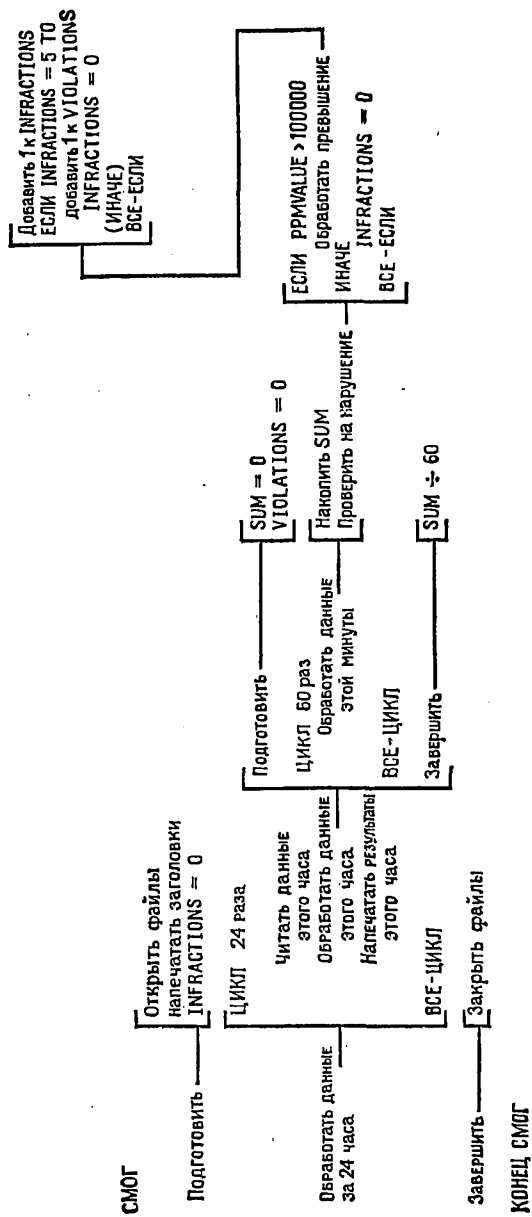 СМОГ
Подготовить
Открыть файлы
напечатать заголовки
INFRACTIONS = 0
Обработать данные
за 24 часа
ЦИКЛ 24 раза
Читать данные
этого часа
Обработать данные
этого часа
Напечатать результаты
этого часа
ВСЕ-ЦИКЛ
Подготовить
SUM = 0
VIOLATIONS = 0
ЦИКЛ 60 раз
Обработать данные
этой минуты
Накопить SUM
Проверить на нарушение
ЕСЛИ PPMVALUE > 100000
Обработать превышение
ИНАЧЕ
INFRACTIONS = 0
ВСЕ-ЕСЛИ
Добавить 1 к INFRACTIONS
ЕСЛИ INFRACTIONS = 5 ТО
добавить 1 к VIOLATIONS
INFRACTIONS = 0
(ИНАЧЕ)
ВСЕ-ЕСЛИ
ВСЕ-ЦИКЛ
Завершить
SUM ÷ 60
Завершить
Закрыть файлы
КОНЕЦ СМОГ